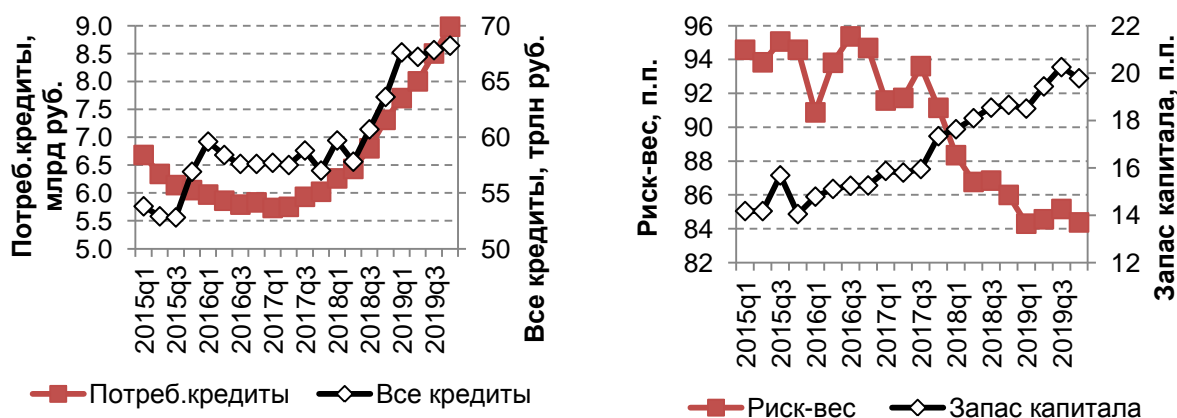 Потреб.кредиты,
млрд руб.
9.0
8.5
8.0
7.5
7.0
6.5
6.0
5.5
5.0
70
65
60
55
50
Все кредиты, трлн руб.
2015q1
2015q3
2016q1
2016q3
2017q1
2017q3
2018q1
2018q3
2019q1
2019q3
Потреб.кредиты
Все кредиты
Риск-вес, п.п.
96
94
92
90
88
86
84
82
22
20
18
16
14
12
Запас капитала, п.п.
2015q1
2015q3
2016q1
2016q3
2017q1
2017q3
2018q1
2018q3
2019q1
2019q3
Риск-вес
Запас капитала